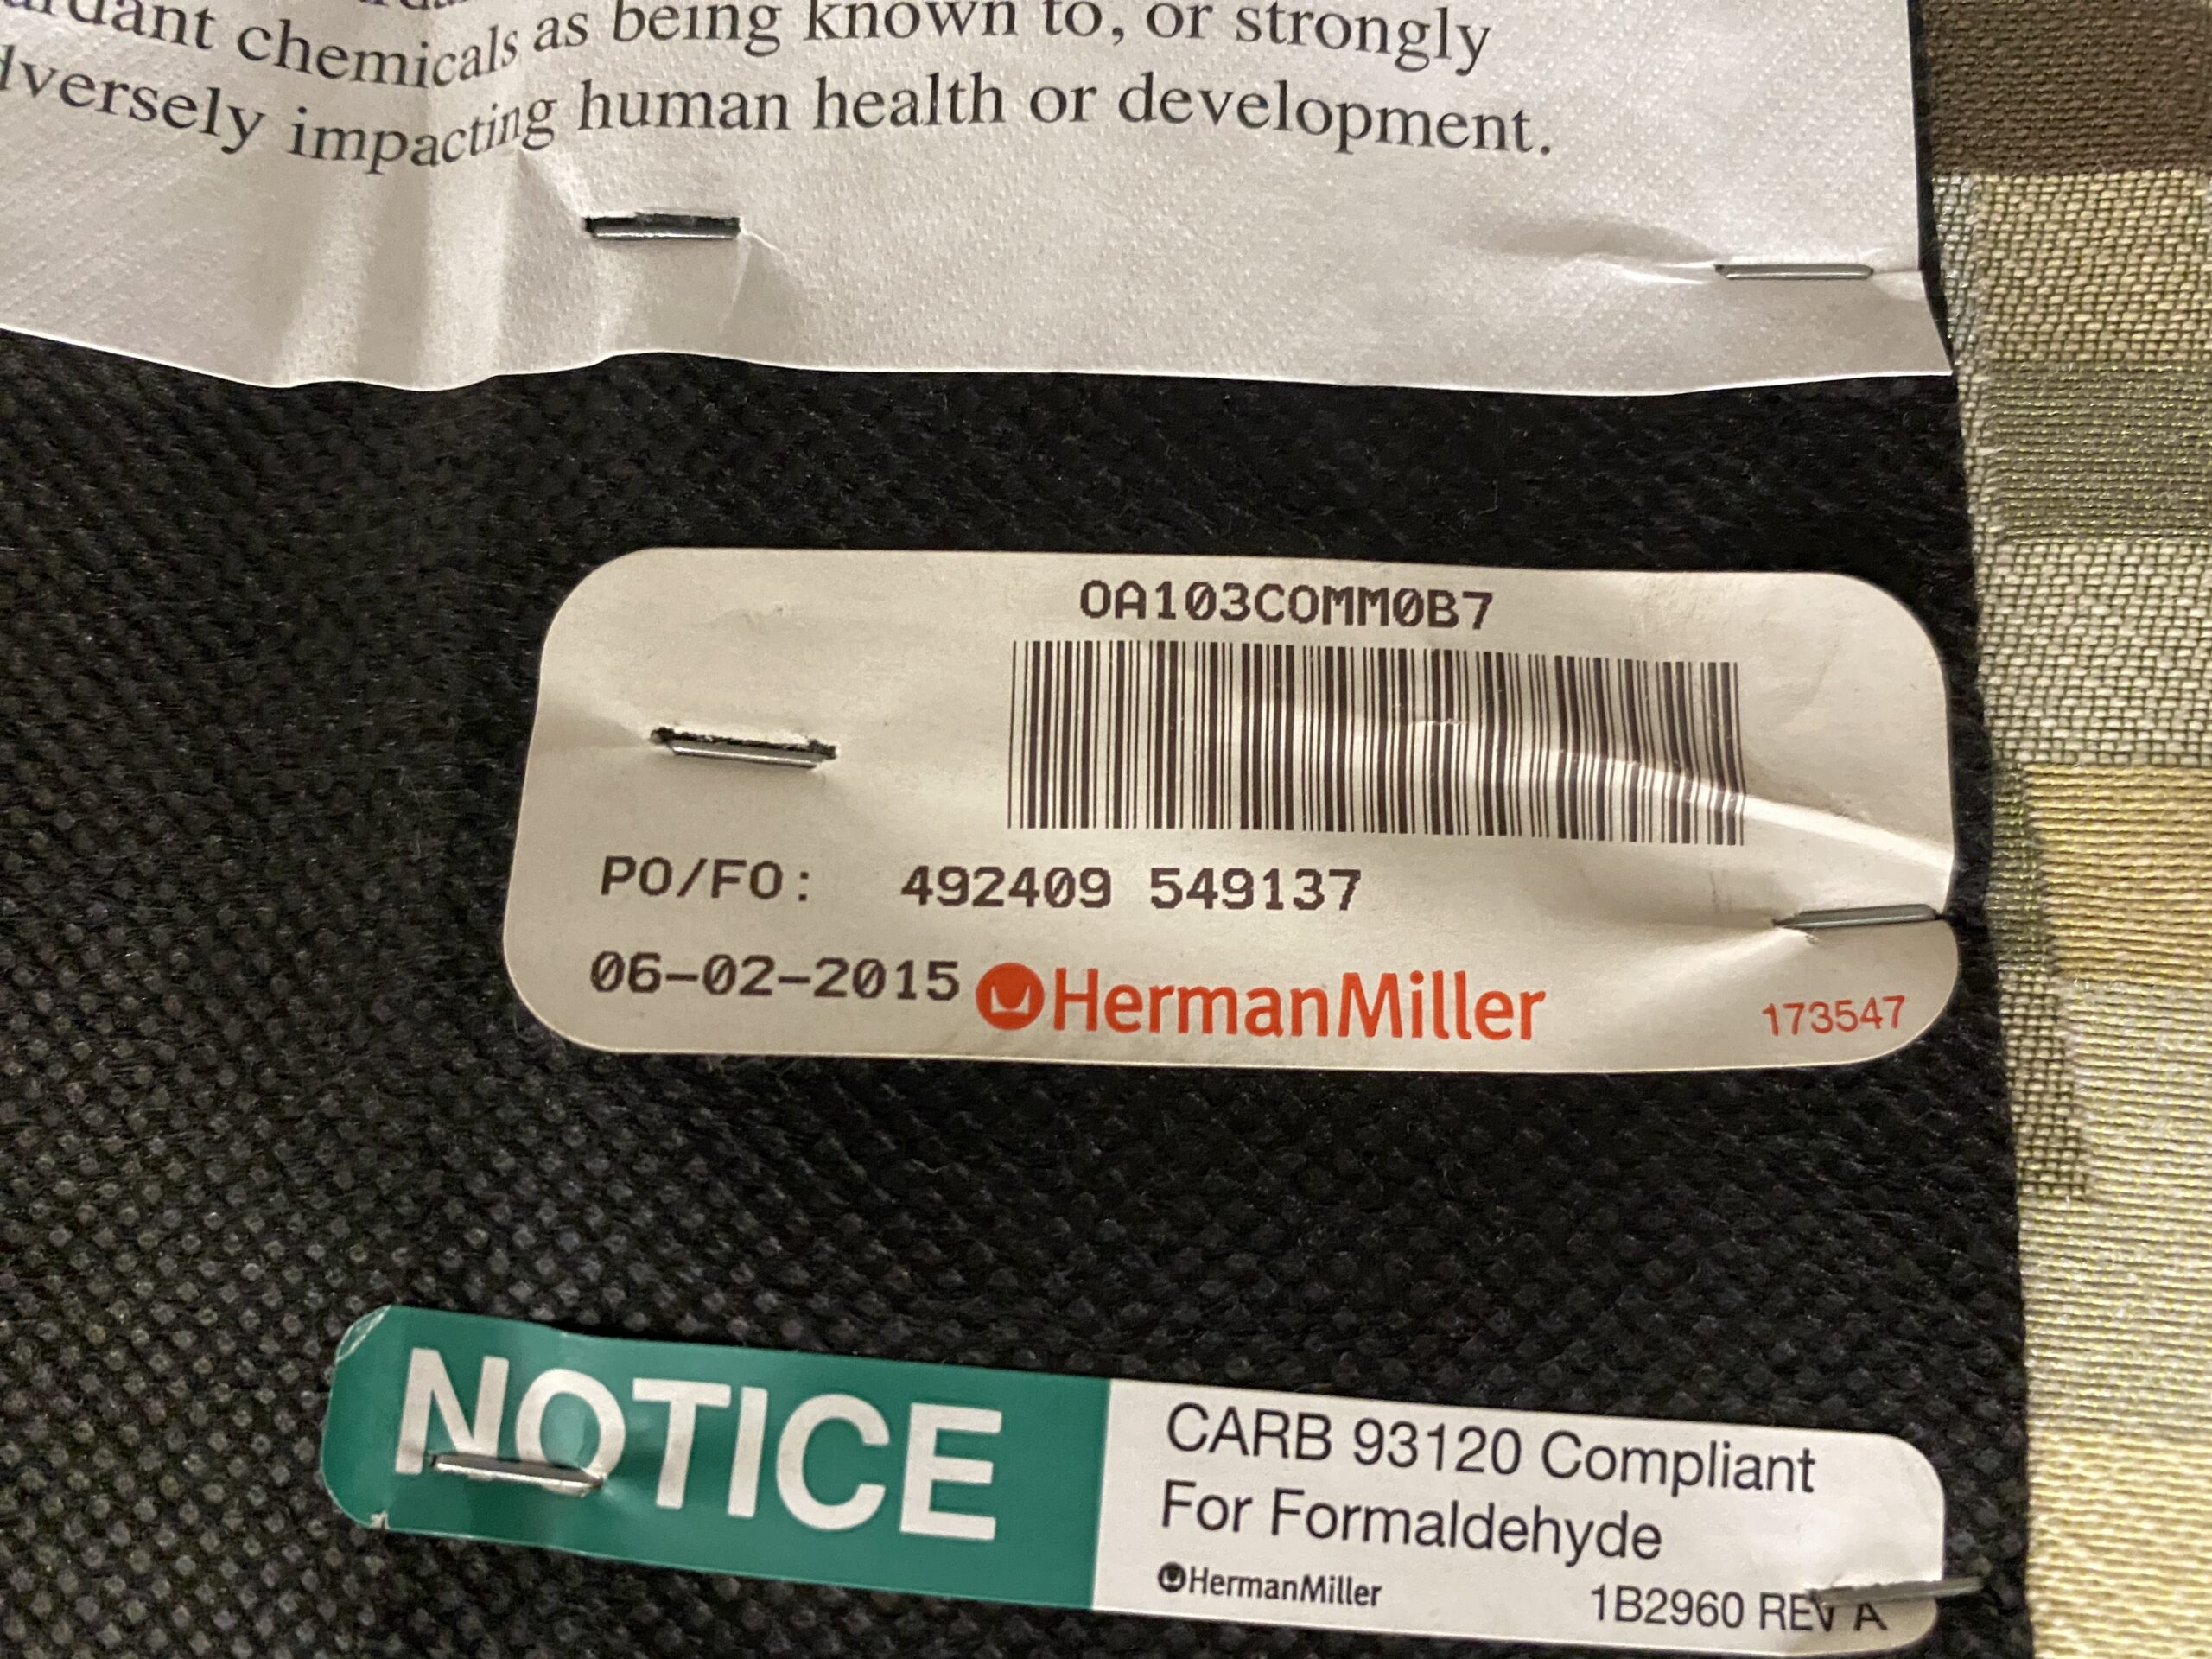 chemicals as being known to, or strongly
impacting human health or development.
OA103COMM0B7
PO/FO: 492409 549137
06-02-2015 HermanMiller 173547
NOTICE
CARB 93120 Compliant
For Formaldehyde
HermanMiller 1B2960 REV A